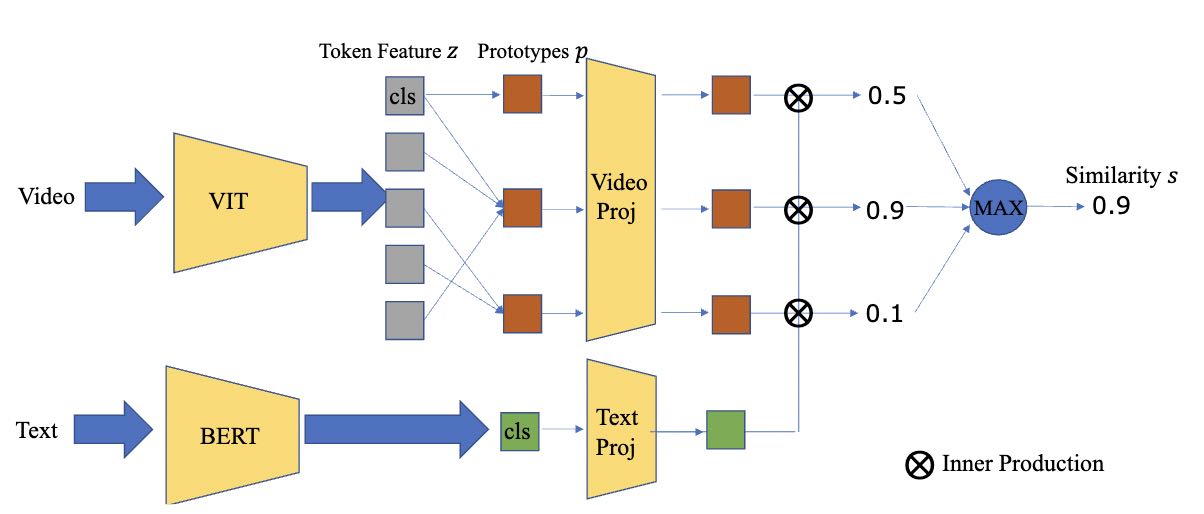 Token Feature z
Prototypes p
cls
0.5
Video
VIT
Video
Proj
0.9
MAX
Similarity s
0.9
0.1
Text
BERT
cls
Text
Proj
Inner Production